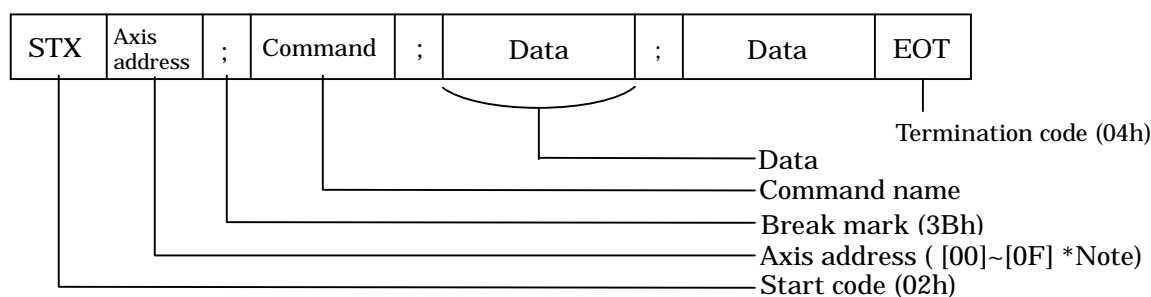 STX Axis address ; Command ; Data ; Data EOT
Termination code (04h)
Data
Command name
Break mark (3Bh)
Axis address ( [00]~[0F] *Note)
Start code (02h)